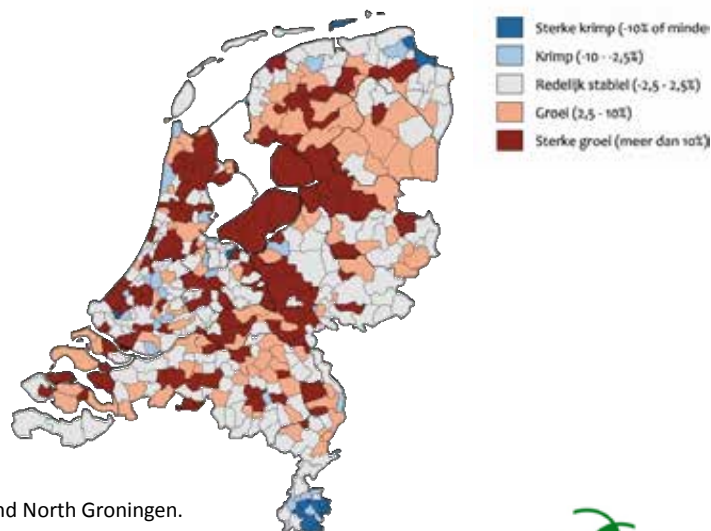 Sterke krimp (-10% of minde
Krimp (-10 - -2,5%)
Redelijk stabiel (-2,5 - 2,5%)
Groei (2,5 - 10%)
Sterke groei (meer dan 10%)
nd North Groningen.